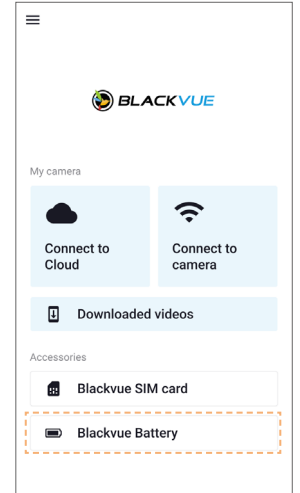 BLACKVUE
My camera
Connect to
Cloud
Connect to
camera
Downloaded videos
Accessories
Blackvue SIM card
Blackvue Battery